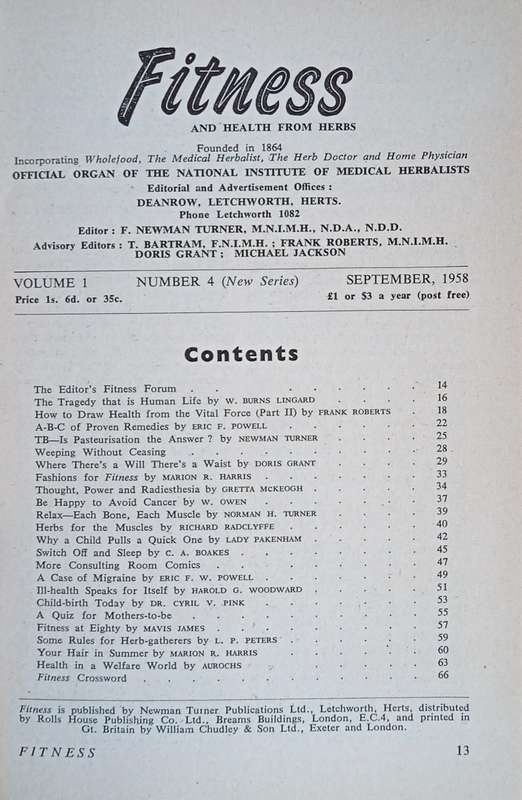 Fitness
AND HEALTH FROM HERBS
Founded in 1864
Incorporating Wholefood, The Medical Herbalist, The Herb Doctor and Home Physician
OFFICIAL ORGAN OF THE NATIONAL INSTITUTE OF MEDICAL HERBALISTS
Editorial and Advertisement Offices :
DEANROW, LETCHWORTH, HERTS.
Phone Letchworth 1082
Editor : F. NEWMAN TURNER, M.N.I.M.H., N.D.A., N.D.D.
Advisory Editors : T. BARTRAM, F.N.I.M.H. ; FRANK ROBERTS, M.N.I.M.H.
DORIS GRANT ; MICHAEL JACKSON
VOLUME 1 NUMBER 4 (New Series) SEPTEMBER, 1958
Price 1s. 6d. or 35c. £1 or $3 a year (post free)
Contents
The Editor's Fitness Forum . . . . . . . . 14
The Tragedy that is Human Life by W. BURNS LINGARD . . . . 16
How to Draw Health from the Vital Force (Part II) by FRANK ROBERTS . 18
A-B-C of Proven Remedies by ERIC F. POWELL . . . . . . 22
TB—Is Pasteurisation the Answer ? by NEWMAN TURNER . . . . 25
Weeping Without Ceasing . . . . . . . . . . 28
Where There's a Will There's a Waist by DORIS GRANT . . . . 29
Fashions for Fitness by MARION R. HARRIS . . . . . . . 33
Thought, Power and Radiesthesia by GRETTA MCKEOGH . . . . . 34
Be Happy to Avoid Cancer by W. OWEN . . . . . . . 37
Relax—Each Bone, Each Muscle by NORMAN H. TURNER . . . . 39
Herbs for the Muscles by RICHARD RADCLYFFE . . . . . . 40
Why a Child Pulls a Quick One by LADY PAKENHAM . . . . . 42
Switch Off and Sleep by C. A. BOAKES . . . . . . . . 45
More Consulting Room Comics . . . . . . . . . 47
A Case of Migraine by ERIC F. W. POWELL . . . . . . . 49
Ill-health Speaks for Itself by HAROLD G. WOODWARD . . . . . 51
Child-birth Today by DR. CYRIL V. PINK . . . . . . . 53
A Quiz for Mothers-to-be . . . . . . . . . . 55
Fitness at Eighty by MAVIS JAMES . . . . . . . . . 57
Some Rules for Herb-gatherers by L. P. PETERS . . . . . . 59
Your Hair in Summer by MARION R. HARRIS . . . . . . . 60
Health in a Welfare World by AUROCHS . . . . . . . 63
Fitness Crossword . . . . . . . . . . . . 66
Fitness is published by Newman Turner Publications Ltd., Letchworth, Herts, distributed
by Rolls House Publishing Co. Ltd., Breams Buildings, London, E.C.4, and printed in
Gt. Britain by William Chudley & Son Ltd., Exeter and London.
FITNESS 13